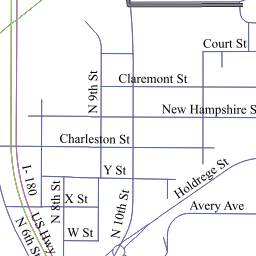 Court St
Claremont St
N 9th St
New Hampshire S
Charleston St
Y St
Holdrege St
I- 180
N 8th St
X St
N 10th St
Avery Ave
US Hwy
N 6th St
W St